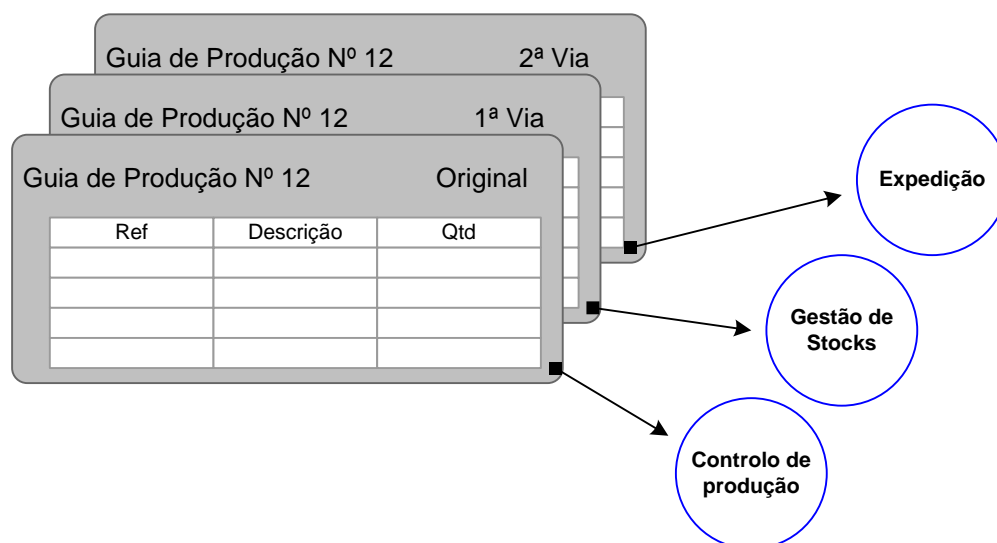 Guia de Produção Nº 12 2ª Via
Guia de Produção Nº 12 1ª Via
Guia de Produção Nº 12 Original
Ref Descrição Qtd
Expedição
Gestão de
Stocks
Controlo de
produção